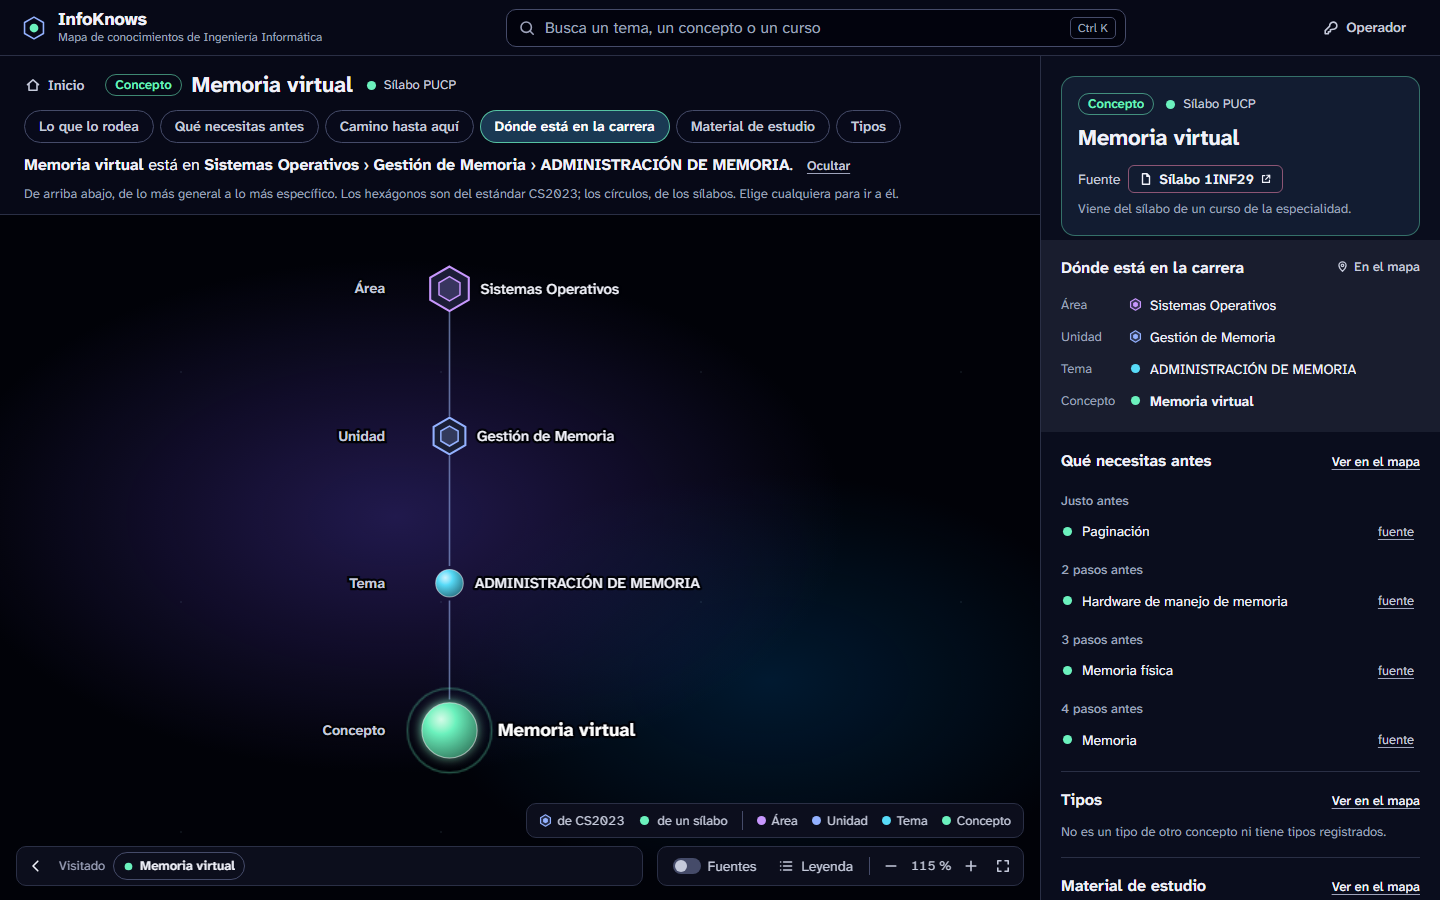 InfoKnows
Mapa de conocimientos de Ingeniería Informática
Busca un tema, un concepto o un curso
Ctrl K
Operador
Inicio
Concepto
Memoria virtual
Sílabo PUCP
Lo que lo rodea
Qué necesitas antes
Camino hasta aquí
Dónde está en la carrera
Material de estudio
Tipos
Memoria virtual está en Sistemas Operativos › Gestión de Memoria › ADMINISTRACIÓN DE MEMORIA. Ocultar
De arriba abajo, de lo más general a lo más específico. Los hexágonos son del estándar CS2023; los círculos, de los sílabos. Elige cualquiera para ir a él.
Área
Sistemas Operativos
Unidad
Gestión de Memoria
Tema
ADMINISTRACIÓN DE MEMORIA
Concepto
Memoria virtual
de CS2023
de un sílabo
Área
Unidad
Tema
Concepto
Visitado
Memoria virtual
Fuentes
Leyenda
− 115 % +
Concepto
Sílabo PUCP
Memoria virtual
Fuente
Sílabo 1INF29
Viene del sílabo de un curso de la especialidad.
Dónde está en la carrera
En el mapa
Área
Sistemas Operativos
Unidad
Gestión de Memoria
Tema
ADMINISTRACIÓN DE MEMORIA
Concepto
Memoria virtual
Qué necesitas antes
Ver en el mapa
Justo antes
Paginación
fuente
2 pasos antes
Hardware de manejo de memoria
fuente
3 pasos antes
Memoria física
fuente
4 pasos antes
Memoria
fuente
Tipos
Ver en el mapa
No es un tipo de otro concepto ni tiene tipos registrados.
Material de estudio
Ver en el mapa